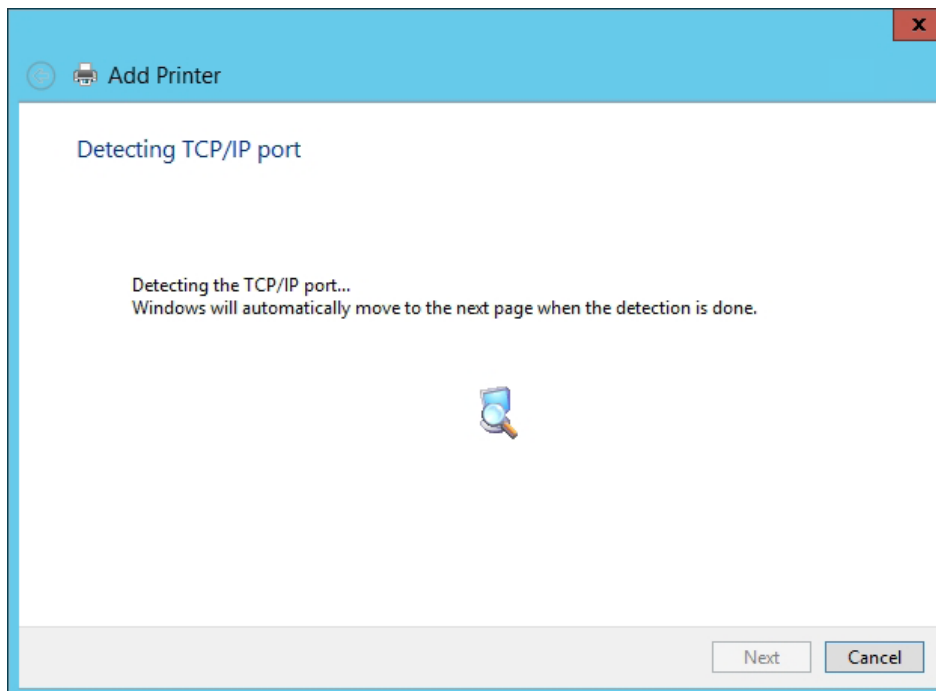 x
Add Printer
Detecting TCP/IP port
Detecting the TCP/IP port...
Windows will automatically move to the next page when the detection is done.
Next
Cancel